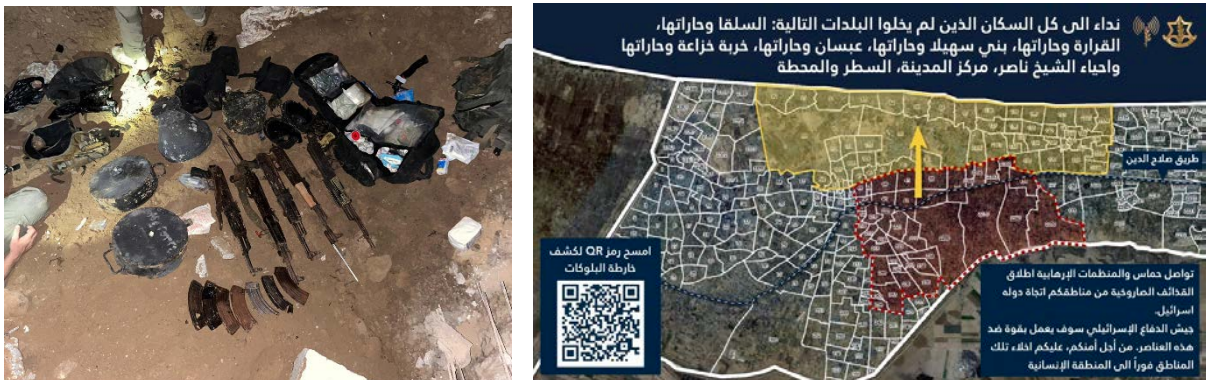 نداء الى كل السكان الذين لم يخلوا البلدات التالية: السلقا وحاراتها،
القرارة وحاراتها، بني سهيلا وحاراتها، عبسان وحاراتها، خربة خزاعة وحاراتها
واحياء الشيخ ناصر، مركز المدينة، السطر والمحطة
طريق صلاح الدين
امسح رمز QR لكشف
خارطة البلوكات
تواصل حماس والمنظمات الإرهابية اطلاق
القذائف الصاروخية من مناطقكم اتجاة دوله
اسرائيل.
جيش الدفاع الإسرائيلي سوف يعمل بقوة ضد
هذه العناصر. من أجل أمنكم، عليكم اخلاء تلك
المناطق فوراً الى المنطقة الإنسانية